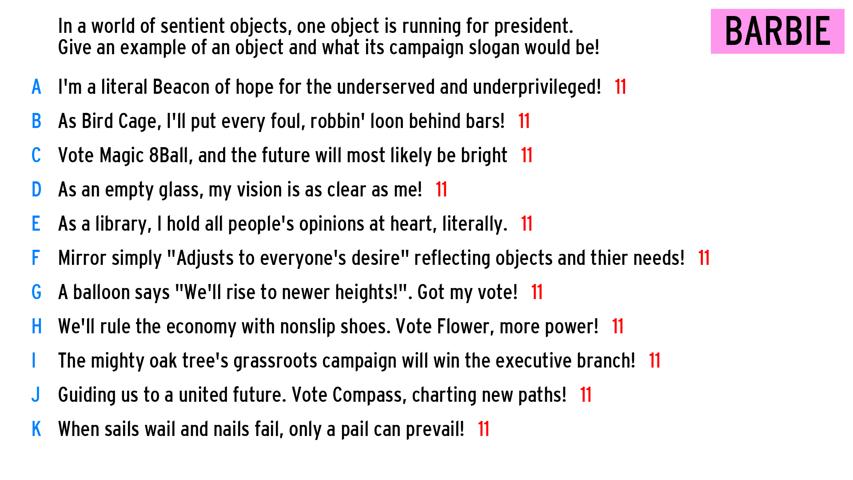 In a world of sentient objects, one object is running for president.
Give an example of an object and what its campaign slogan would be!
BARBIE
A I'm a literal Beacon of hope for the underserved and underprivileged! 11
B As Bird Cage, I'll put every foul, robbin' loon behind bars! 11
C Vote Magic 8Ball, and the future will most likely be bright 11
D As an empty glass, my vision is as clear as me! 11
E As a library, I hold all people's opinions at heart, literally. 11
F Mirror simply "Adjusts to everyone's desire" reflecting objects and thier needs! 11
G A balloon says "We'll rise to newer heights!". Got my vote! 11
H We'll rule the economy with nonslip shoes. Vote Flower, more power! 11
I The mighty oak tree's grassroots campaign will win the executive branch! 11
J Guiding us to a united future. Vote Compass, charting new paths! 11
K When sails wail and nails fail, only a pail can prevail! 11